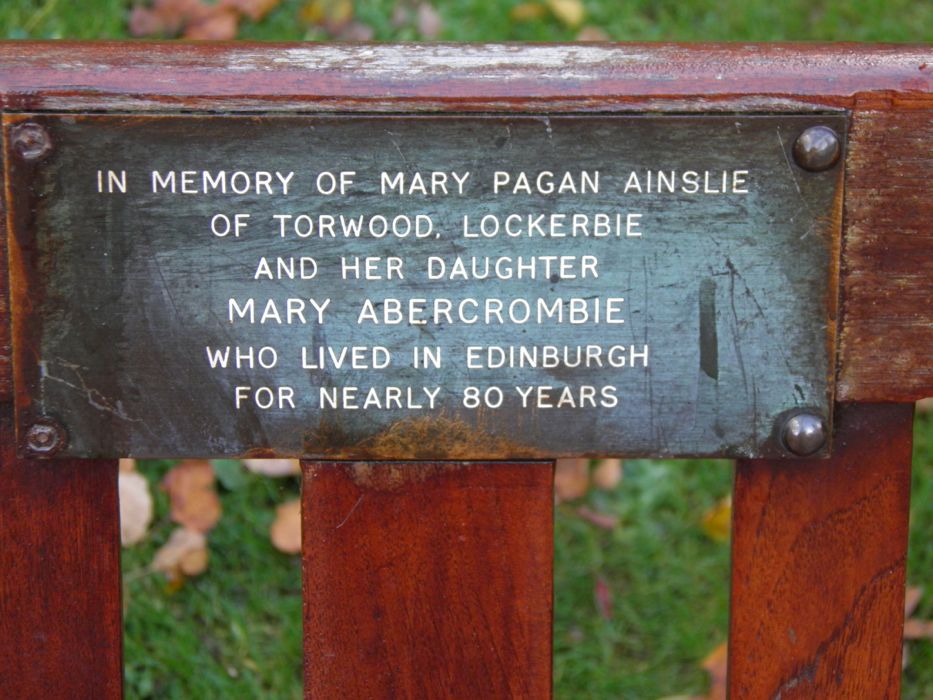 IN MEMORY OF MARY PAGAN AINSLIE
OF TORWOOD, LOCKERBIE
AND HER DAUGHTER
MARY ABERCROMBIE
WHO LIVED IN EDINBURGH
FOR NEARLY 80 YEARS